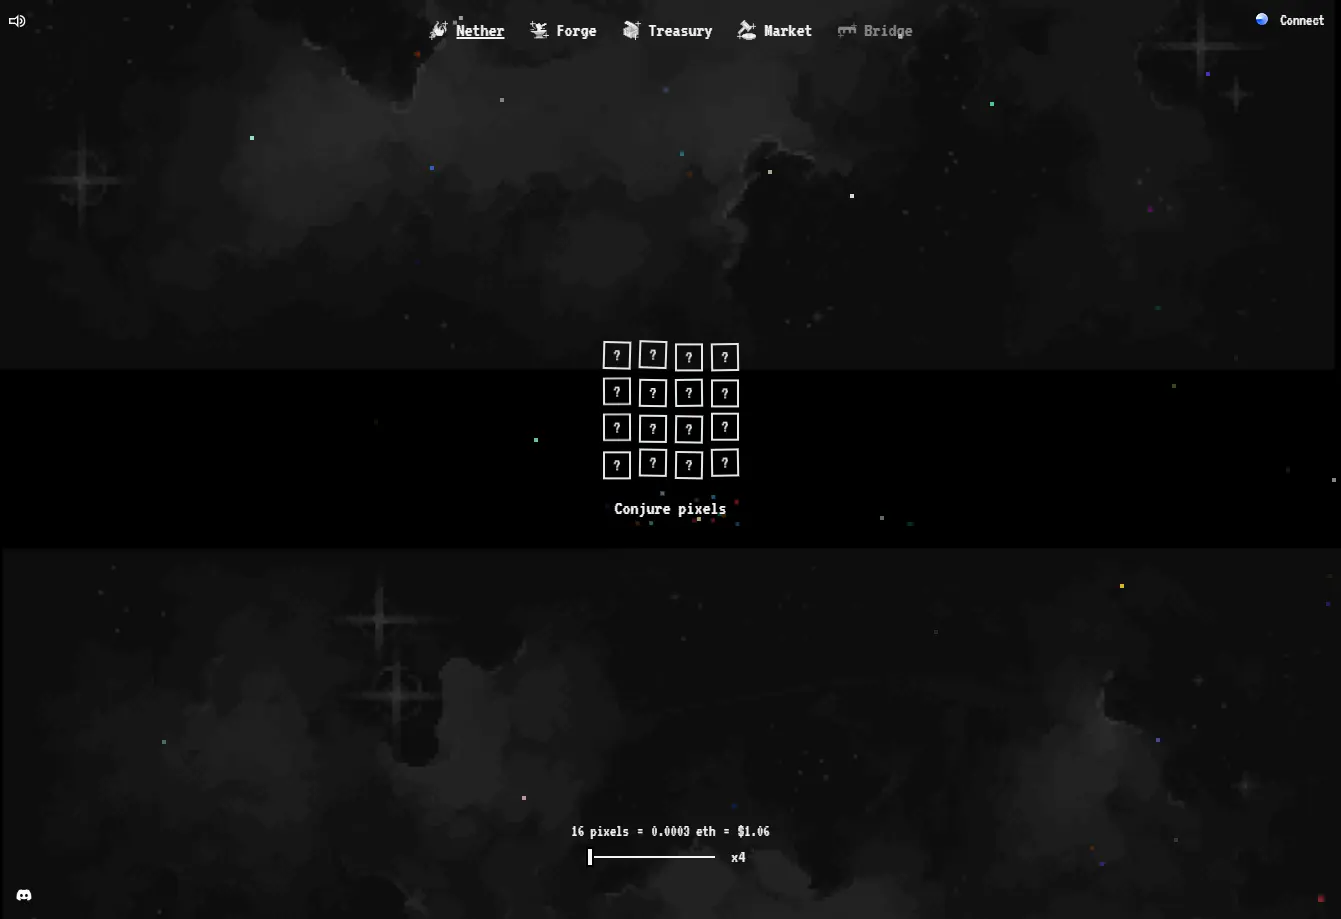 Nether Forge Treasury Market Bridge Connect
? ? ? ?
? ? ? ?
? ? ? ?
? ? ? ?
Conjure pixels
16 pixels = 0.0003 eth = $1.06
x4